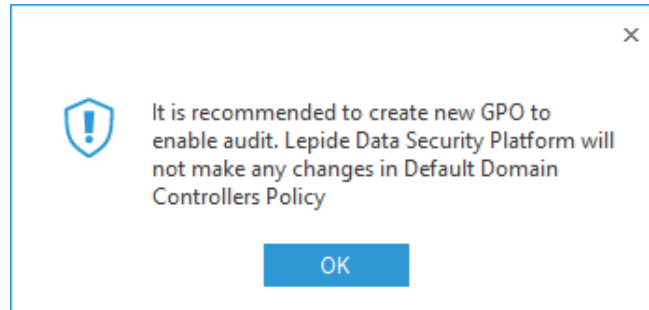 It is recommended to create new GPO to
enable audit. Lepide Data Security Platform will
not make any changes in Default Domain
Controllers Policy
OK